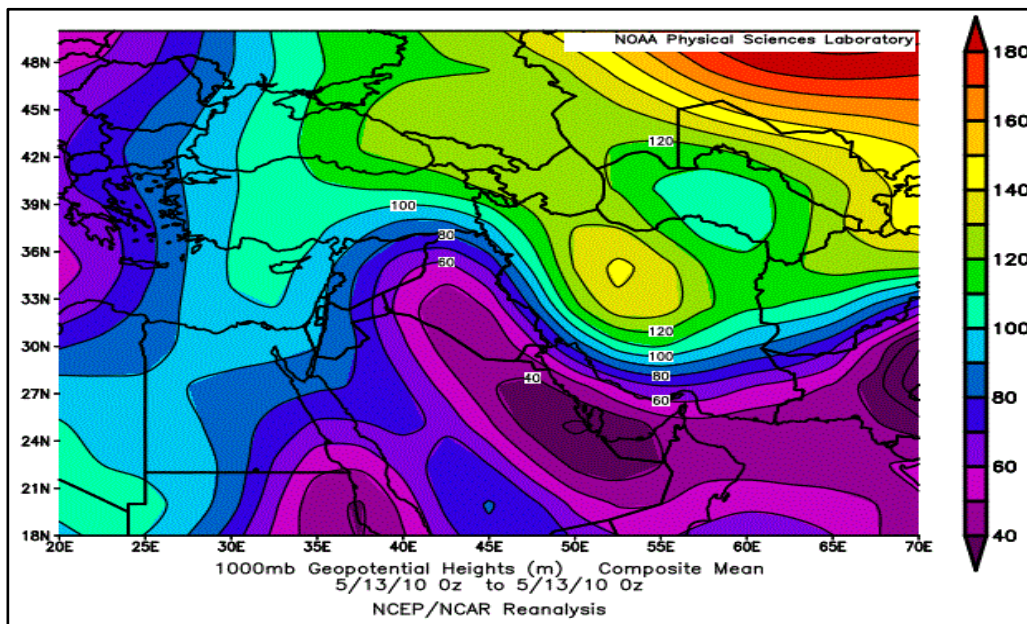 NOAA Physical Sciences Laboratory
48N
45N
42N
39N
36N
33N
30N
27N
24N
21N
18N
20E 25E 30E 35E 40E 45E 50E 55E 60E 65E 70E
120
100
80
60
40
120
100
80
60
180
160
140
120
100
80
60
40
1000mb Geopotential Heights (m) Composite Mean
5/13/10 0z to 5/13/10 0z
NCEP/NCAR Reanalysis